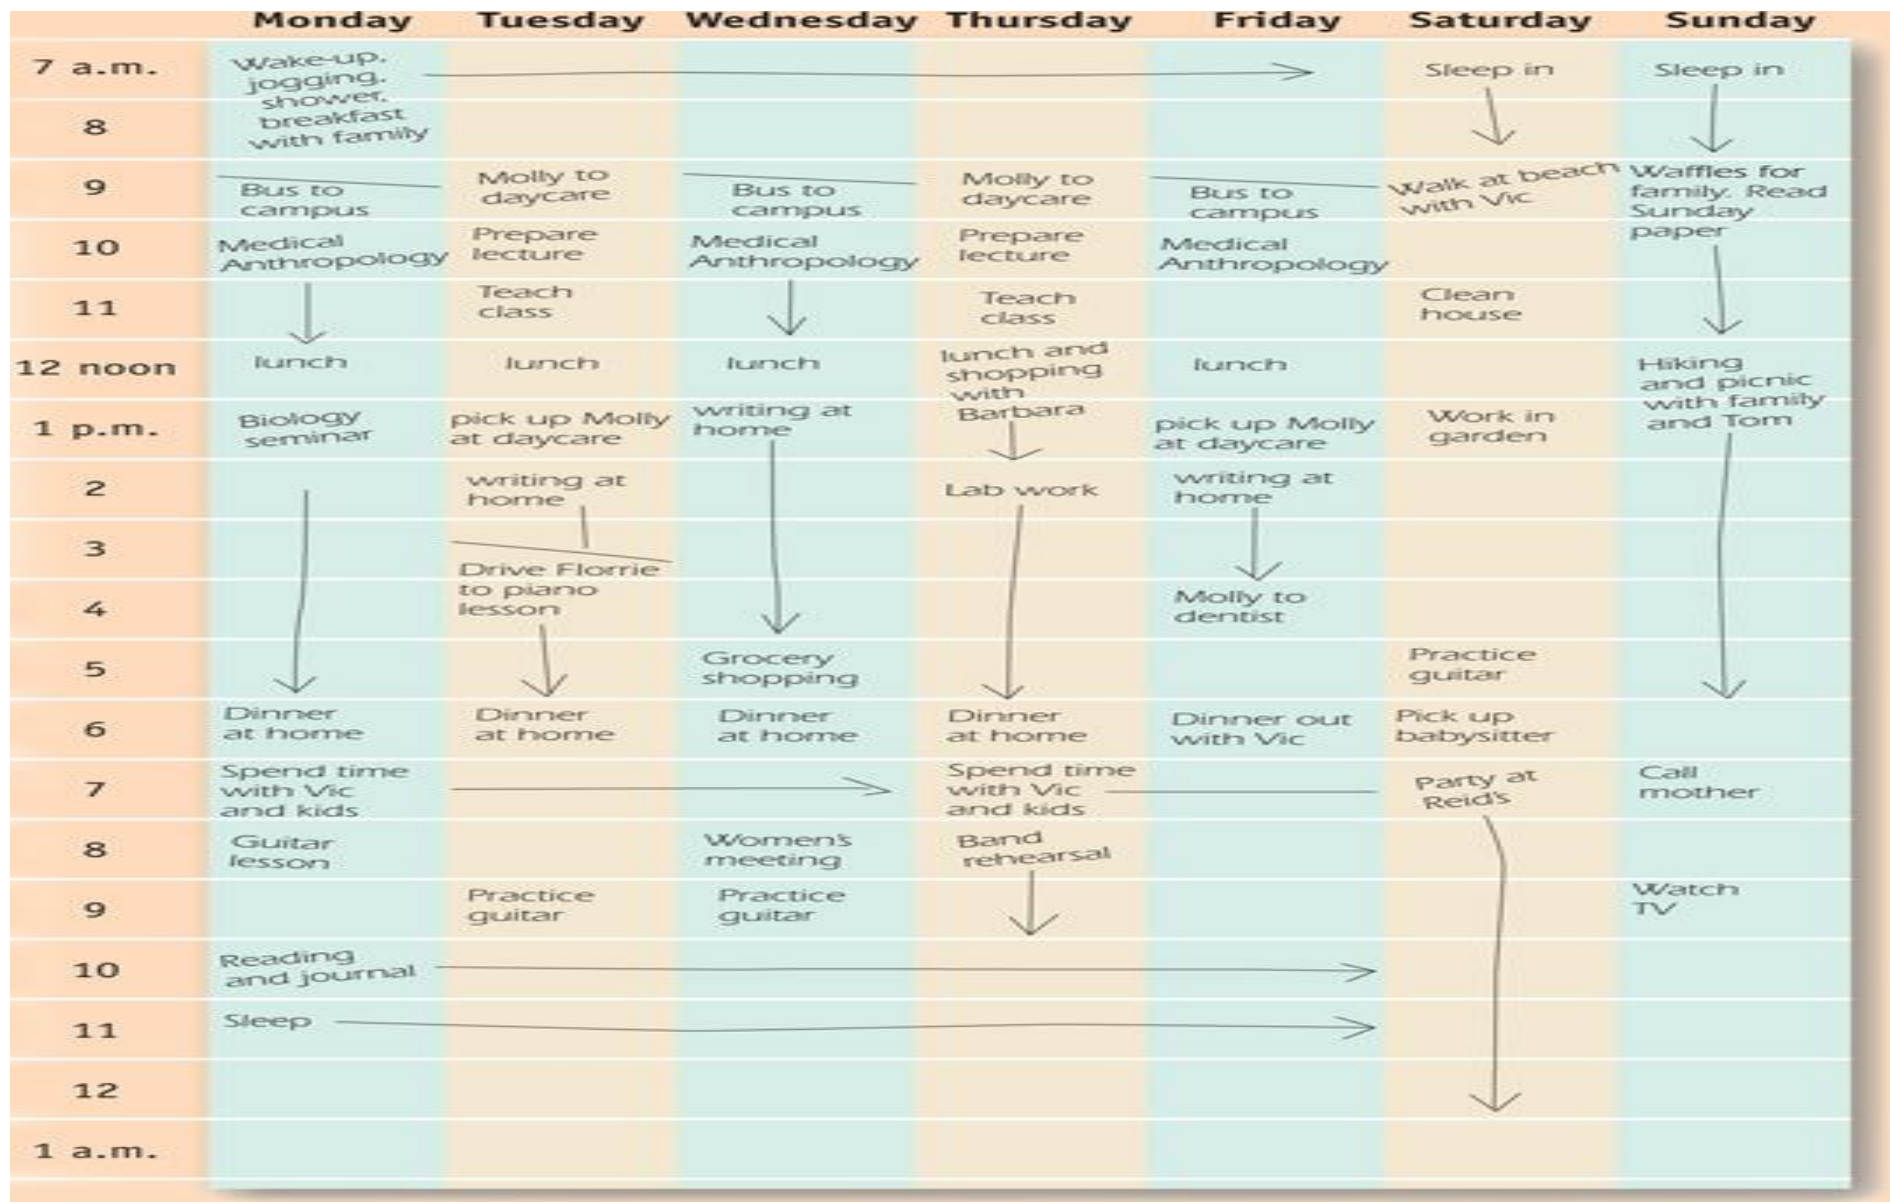 Monday Tuesday Wednesday Thursday Friday Saturday Sunday
7 a.m.
Wake-up,
jogging,
shower,
breakfast
with family
Sleep in
Sleep in
8
9
Bus to
campus
Molly to
daycare
Bus to
campus
Molly to
daycare
Bus to
campus
Walk at beach
with Vic
Waffles for
family. Read
Sunday
paper
10
Medical
Anthropology
Prepare
lecture
Medical
Anthropology
Prepare
lecture
Medical
Anthropology
11
Teach
class
Teach
class
Clean
house
12 noon
lunch
lunch
lunch
lunch and
shopping
with
Barbara
lunch
Hiking
and picnic
with family
and Tom
1 p.m.
Biology
seminar
pick up Molly
at daycare
writing at
home
pick up Molly
at daycare
Work in
garden
2
writing at
home
Lab work
writing at
home
3
Drive Florrie
to piano
lesson
4
Molly to
dentist
5
Grocery
shopping
Practice
guitar
6
Dinner
at home
Dinner
at home
Dinner
at home
Dinner
at home
Dinner out
with Vic
Pick up
babysitter
7
Spend time
with Vic
and kids
Spend time
with Vic
and kids
Party at
Reid's
Call
mother
8
Guitar
lesson
Women's
meeting
Band
rehearsal
9
Practice
guitar
Practice
guitar
Watch
TV
10
Reading
and journal
11
Sleep
12
1 a.m.